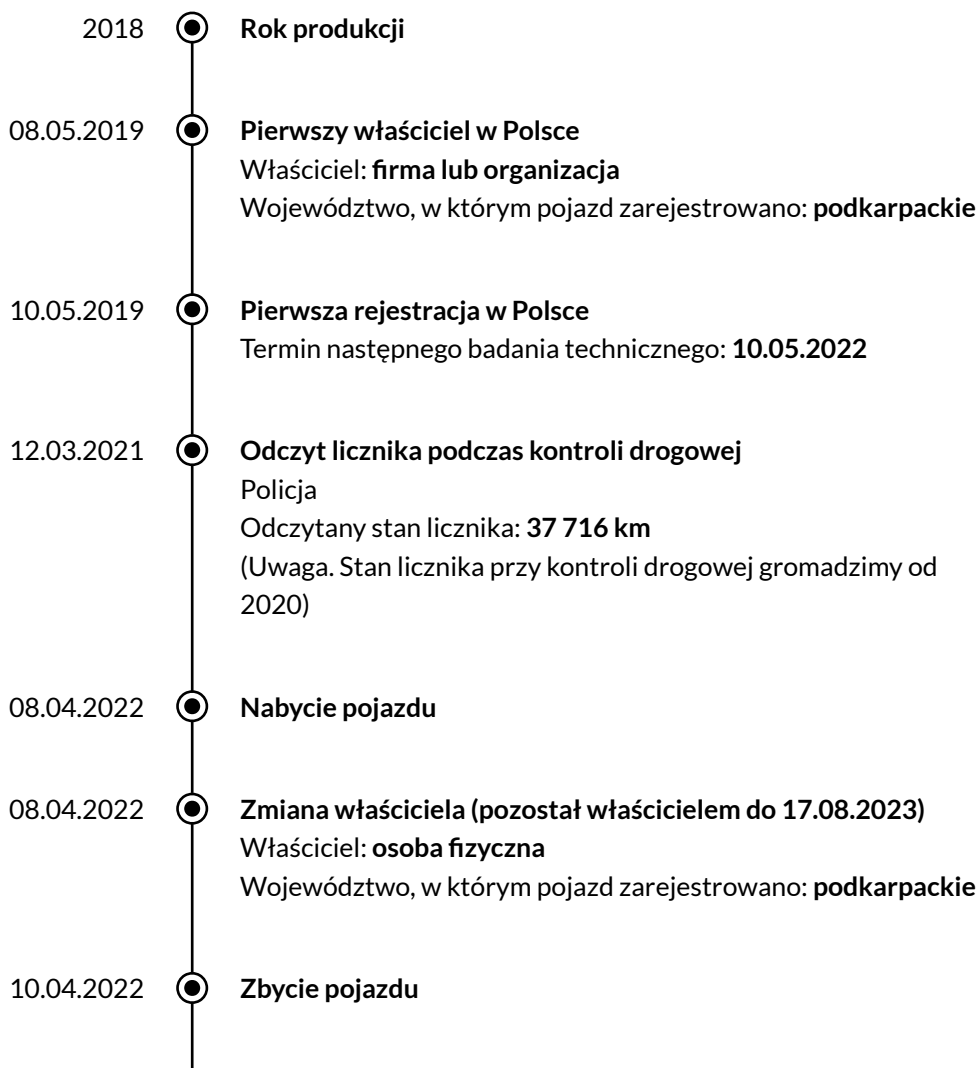 2018 Rok produkcji
08.05.2019 Pierwszy właściciel w Polsce
Właściciel: firma lub organizacja
Województwo, w którym pojazd zarejestrowano: podkarpackie
10.05.2019 Pierwsza rejestracja w Polsce
Termin następnego badania technicznego: 10.05.2022
12.03.2021 Odczyt licznika podczas kontroli drogowej
Policja
Odczytany stan licznika: 37 716 km
(Uwaga. Stan licznika przy kontroli drogowej gromadzimy od
2020)
08.04.2022 Nabycie pojazdu
08.04.2022 Zmiana właściciela (pozostał właścicielem do 17.08.2023)
Właściciel: osoba fizyczna
Województwo, w którym pojazd zarejestrowano: podkarpackie
10.04.2022 Zbycie pojazdu